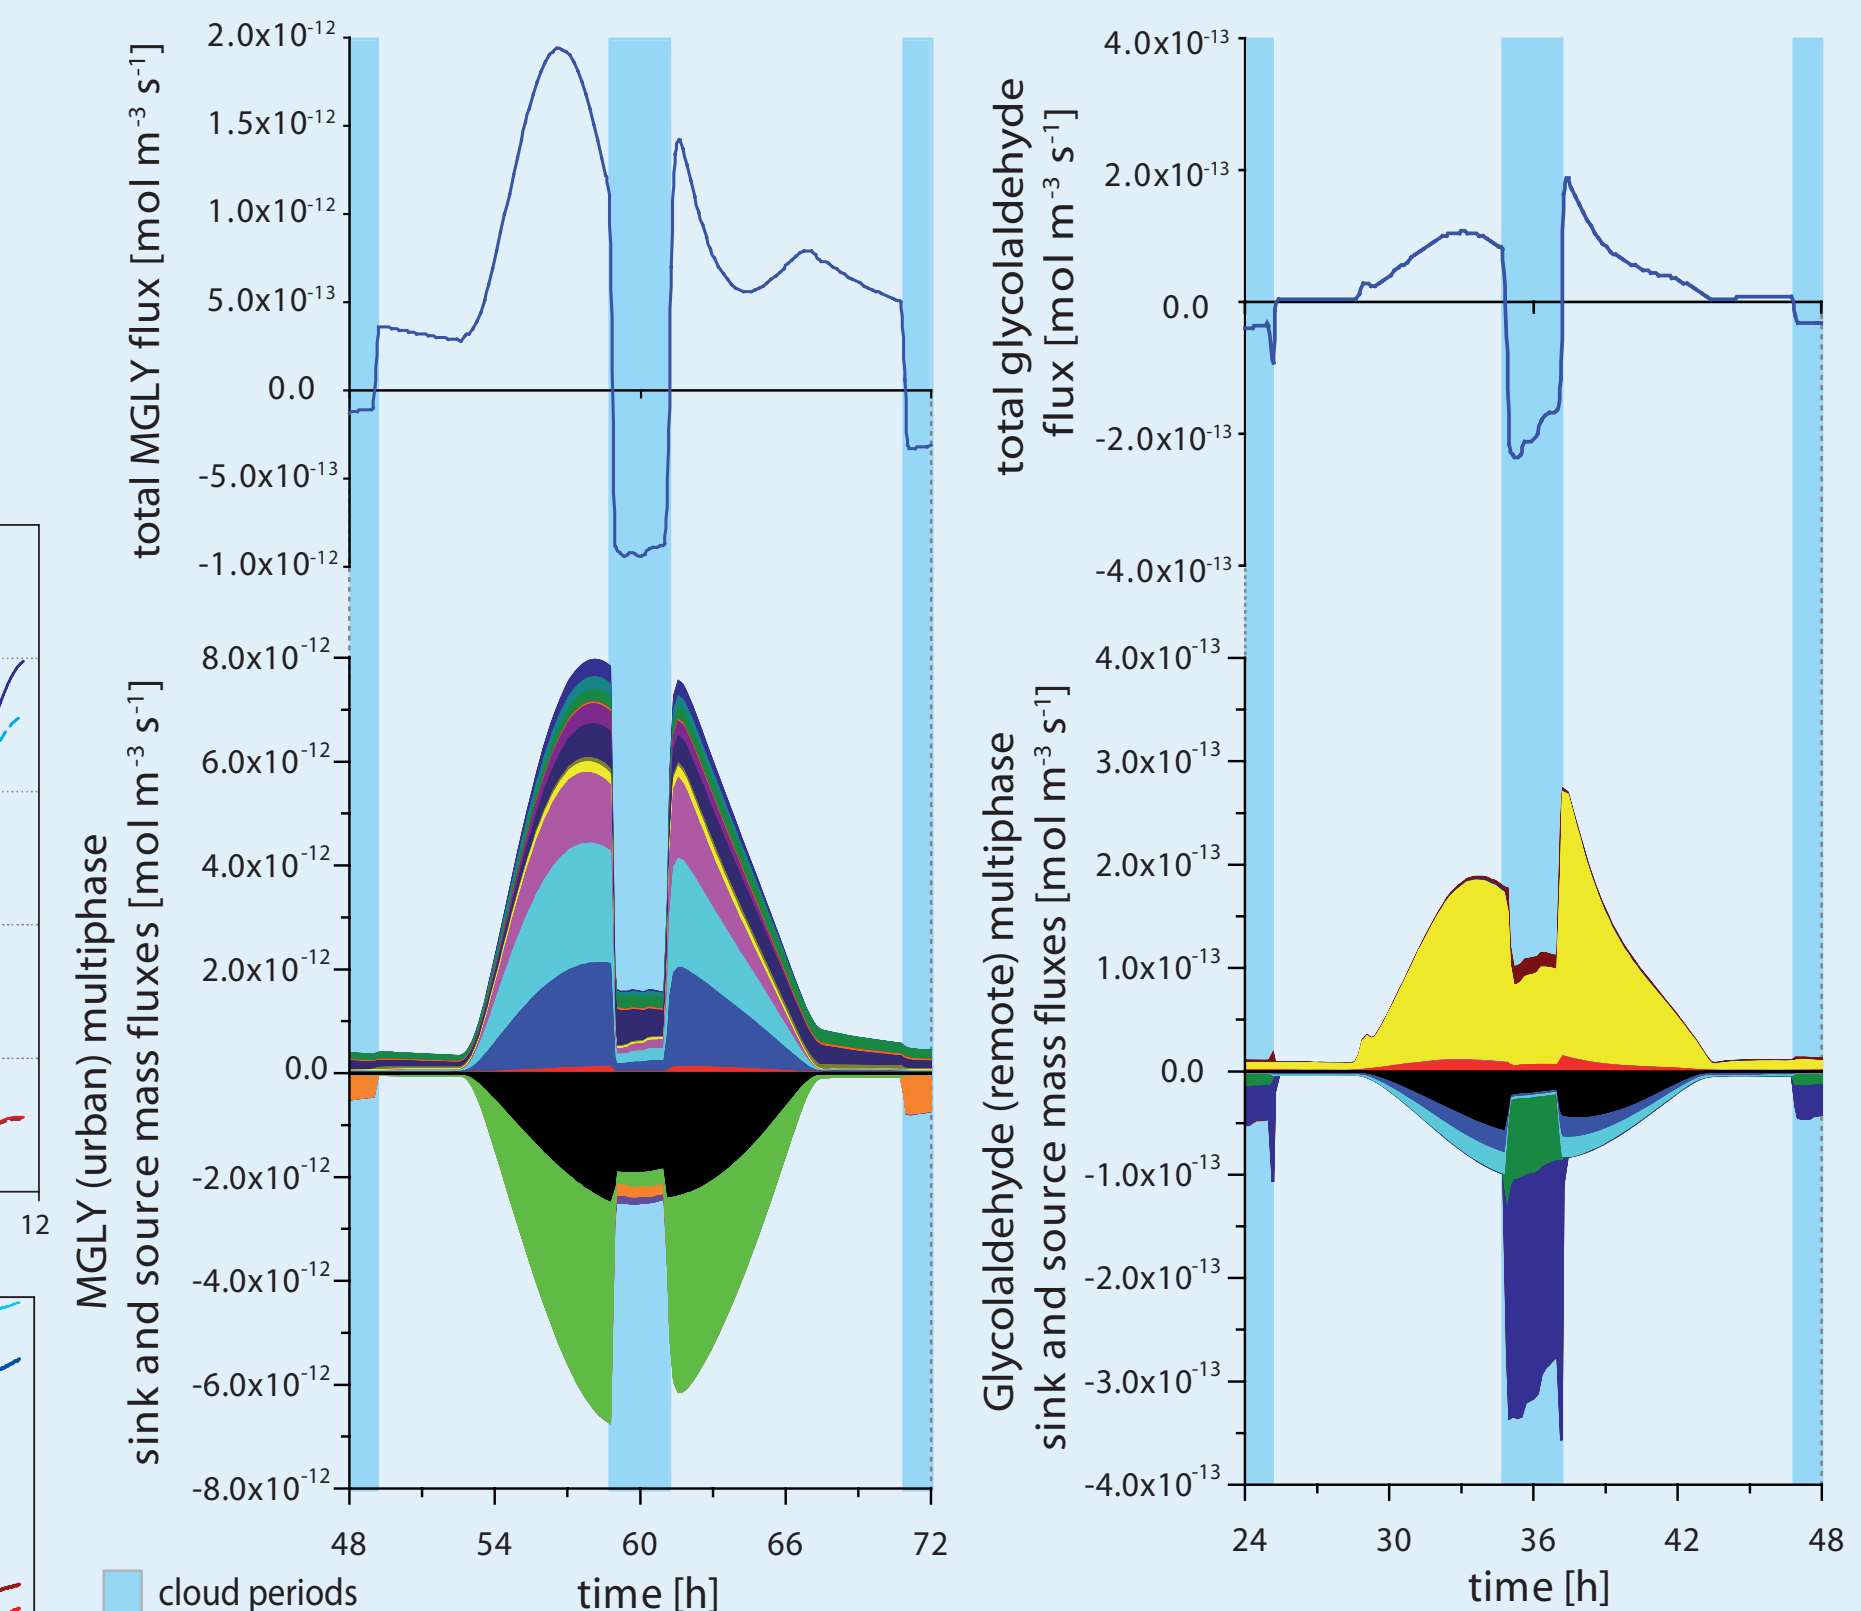 total MGLY flux [mol m⁻³ s⁻¹]
2.0x10⁻¹²
1.5x10⁻¹²
1.0x10⁻¹²
5.0x10⁻¹³
0.0
-5.0x10⁻¹³
-1.0x10⁻¹²
total glycolaldehyde
flux [mol m⁻³ s⁻¹]
4.0x10⁻¹³
2.0x10⁻¹³
0.0
-2.0x10⁻¹³
-4.0x10⁻¹³
12
MGLY (urban) multiphase
sink and source mass fluxes [mol m⁻³ s⁻¹]
8.0x10⁻¹²
6.0x10⁻¹²
4.0x10⁻¹²
2.0x10⁻¹²
0.0
-2.0x10⁻¹²
-4.0x10⁻¹²
-6.0x10⁻¹²
-8.0x10⁻¹²
48 54 60 66 72
time [h]
Glycolaldehyde (remote) multiphase
sink and source mass fluxes [mol m⁻³ s⁻¹]
4.0x10⁻¹³
3.0x10⁻¹³
2.0x10⁻¹³
1.0x10⁻¹³
0.0
-1.0x10⁻¹³
-2.0x10⁻¹³
-3.0x10⁻¹³
-4.0x10⁻¹³
24 30 36 42 48
time [h]
cloud periods